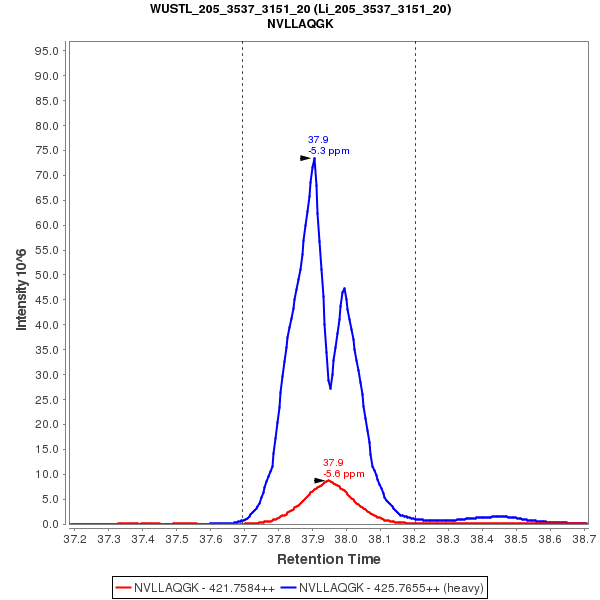 WUSTL_205_3537_3151_20 (Li_205_3537_3151_20)
NVLLAQGK
Intensity 10^6
95.0
90.0
85.0
80.0
75.0
70.0
65.0
60.0
55.0
50.0
45.0
40.0
35.0
30.0
25.0
20.0
15.0
10.0
5.0
0.0
37.9
-5.3 ppm
37.9
-5.6 ppm
37.2 37.3 37.4 37.5 37.6 37.7 37.8 37.9 38.0 38.1 38.2 38.3 38.4 38.5 38.6 38.7
Retention Time
NVLLAQGK - 421.7584++ NVLLAQGK - 425.7655++ (heavy)